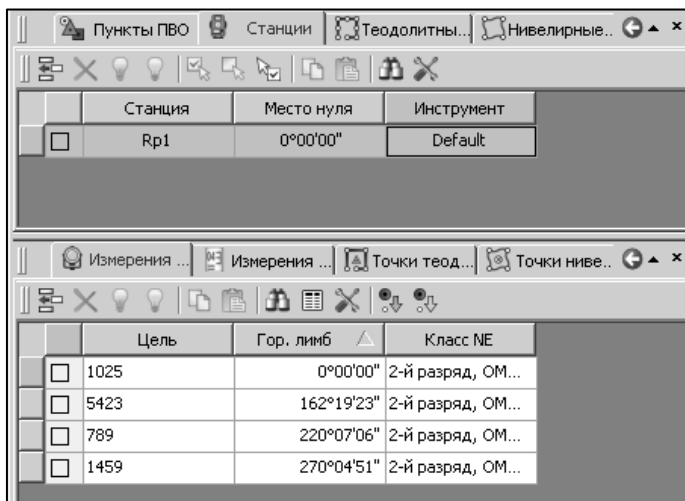 Пункты ПВО Станции Теодолитны... Нивелирные..
Станция Место нуля Инструмент
Rp1 0°00'00" Default
Измерения ... Измерения ... Точки теод... Точки ниве..
Цель Гор. лимб Класс NE
1025 0°00'00" 2-й разряд, ОМ...
5423 162°19'23" 2-й разряд, ОМ...
789 220°07'06" 2-й разряд, ОМ...
1459 270°04'51" 2-й разряд, ОМ...